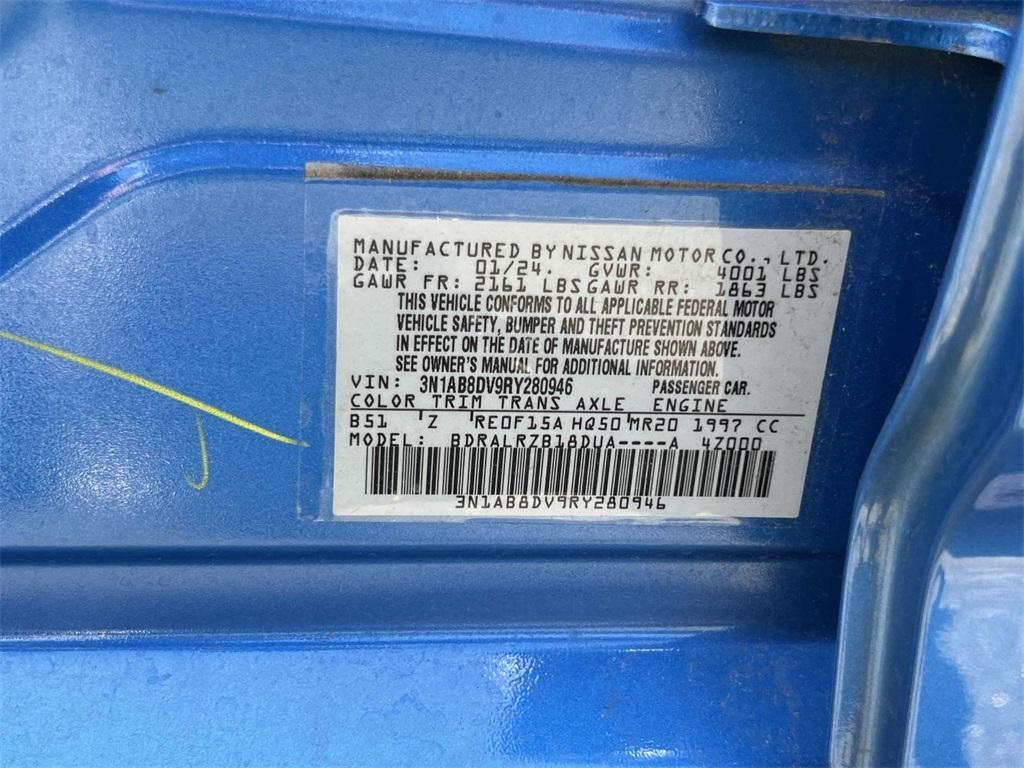 MANUFACTURED BY NISSAN MOTOR CO., LTD.
DATE: 01/24. GVWR: 4001 LBS
GAWR FR: 2161 LBS GAWR RR: 1863 LBS
THIS VEHICLE CONFORMS TO ALL APPLICABLE FEDERAL MOTOR
VEHICLE SAFETY, BUMPER AND THEFT PREVENTION STANDARDS
IN EFFECT ON THE DATE OF MANUFACTURE SHOWN ABOVE.
SEE OWNER'S MANUAL FOR ADDITIONAL INFORMATION.
VIN: 3N1AB8DV9RY280946 PASSENGER CAR.
COLOR TRIM TRANS AXLE ENGINE
B51 Z RE0F15A HQ50 MR20 1997 CC
MODEL: BDRALRZB18DUA----A 4Z000
3N1AB8DV9RY280946